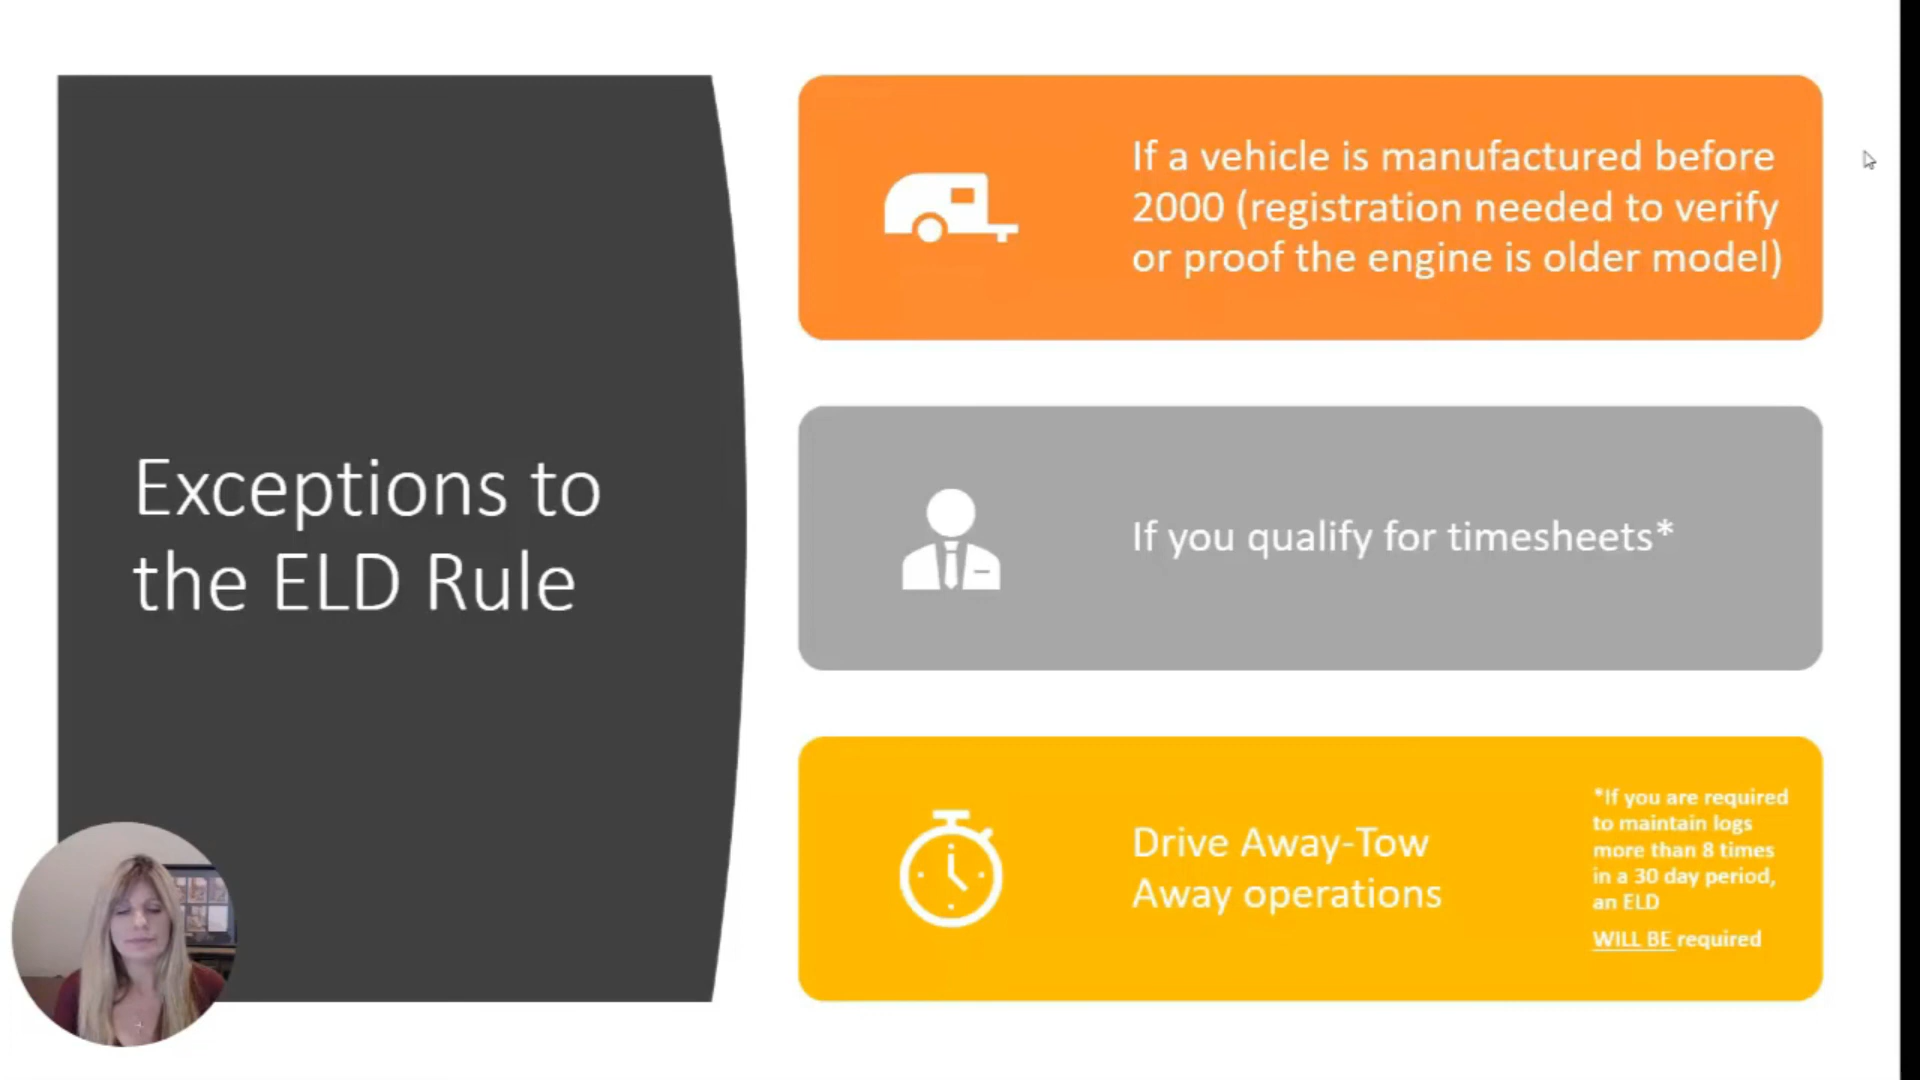 Exceptions to
the ELD Rule
If a vehicle is manufactured before
2000 (registration needed to verify
or proof the engine is older model)
If you qualify for timesheets*
Drive Away-Tow
Away operations
*If you are required
to maintain logs
more than 8 times
in a 30 day period,
an ELD
WILL BE required